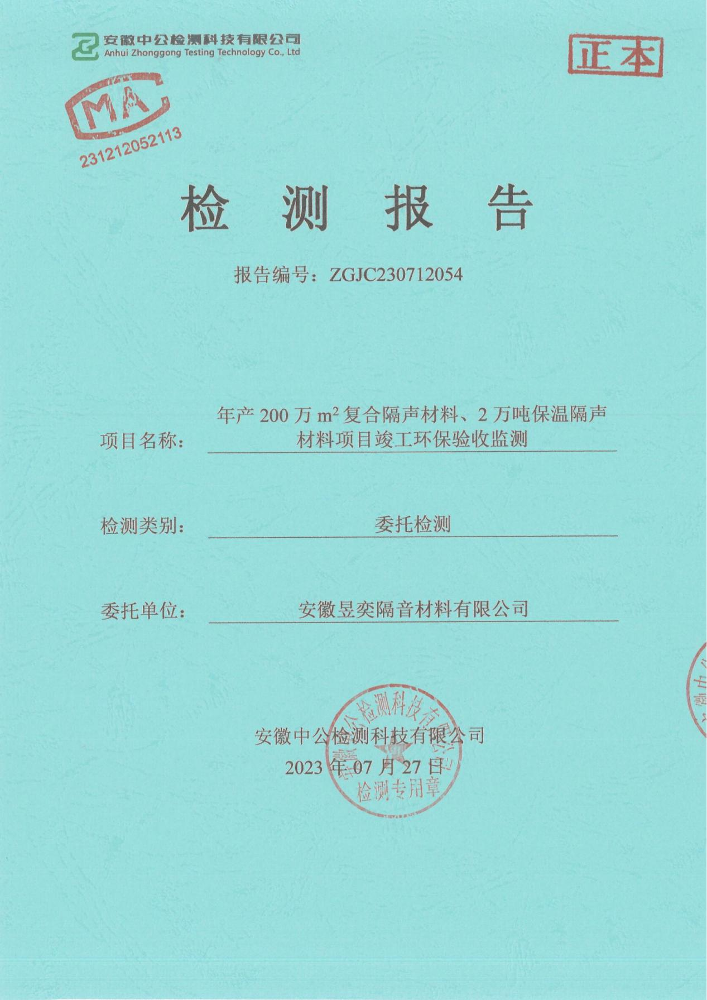 安徽中公检测科技有限公司
Anhui Zhonggong Testing Technology Co., Ltd
正本
MA
231212052113
检测报告
报告编号：ZGJC230712054
年产 200 万 m² 复合隔声材料、2 万吨保温隔声
项目名称：
材料项目竣工环保验收监测
检测类别：
委托检测
委托单位：
安徽昱奕隔音材料有限公司
安徽中公检测科技有限公司
安徽中公检测科技有限公司
2023 年 07 月 27 日
检测专用章